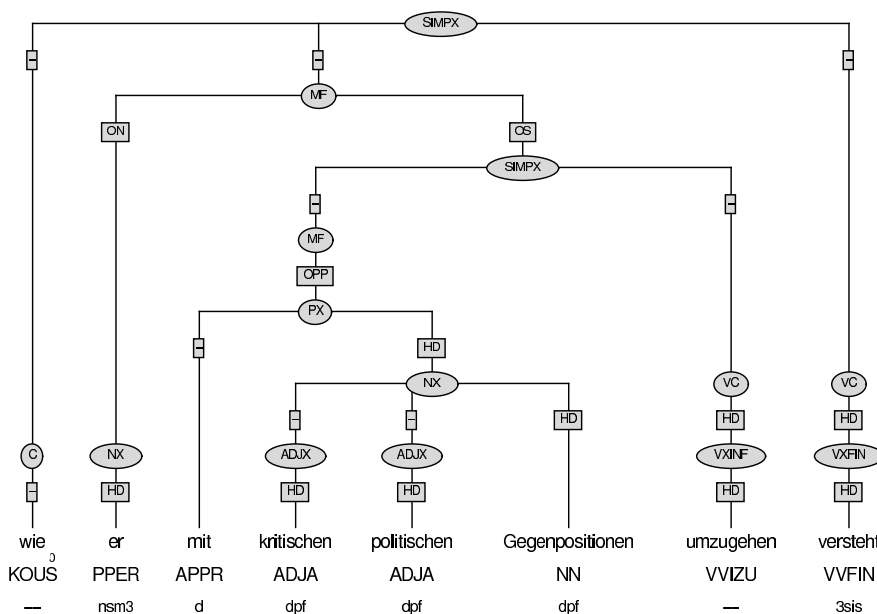 SIMPX
– – –
MF
ON OS
SIMPX
– –
MF
OPP
PX
– HD
NX VC VC
– – HD HD HD
C NX ADJX ADJX VXINF VXFIN
– HD HD HD HD HD
wie er mit kritischen politischen Gegenpositionen umzugehen versteht
0
KOUS PPER APPR ADJA ADJA NN VVIZU VVFIN
–– nsm3 d dpf dpf dpf –– 3sis